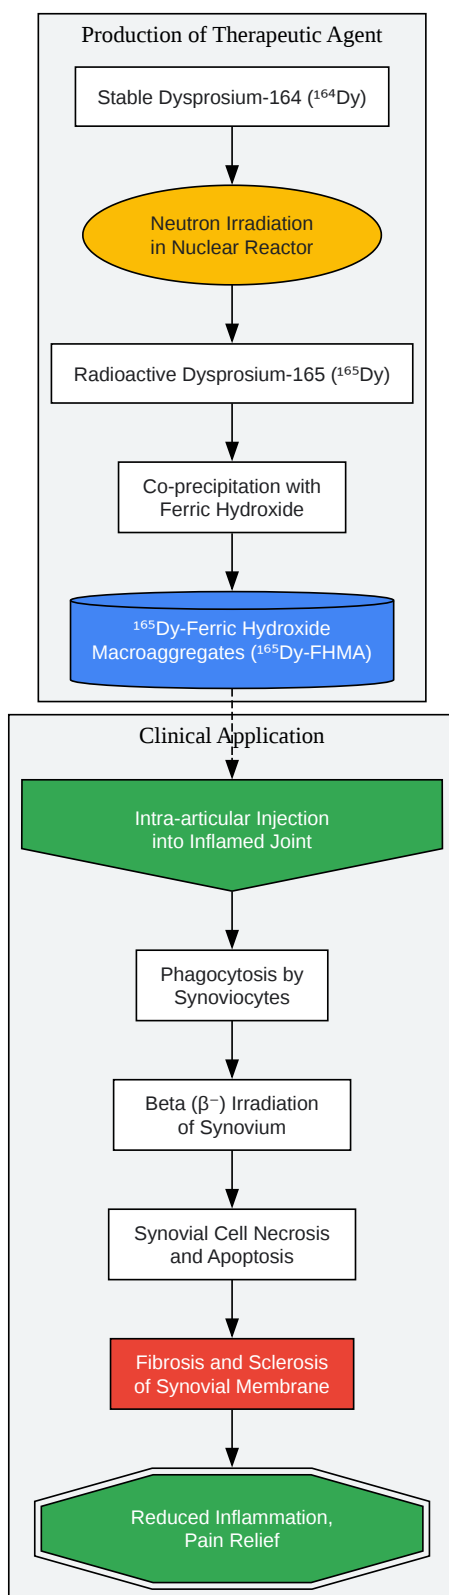 Production of Therapeutic Agent
Stable Dysprosium-164 (¹⁶⁴Dy)
Neutron Irradiation
in Nuclear Reactor
Radioactive Dysprosium-165 (¹⁶⁵Dy)
Co-precipitation with
Ferric Hydroxide
¹⁶⁵Dy-Ferric Hydroxide
Macroaggregates (¹⁶⁵Dy-FHMA)
Clinical Application
Intra-articular Injection
into Inflamed Joint
Phagocytosis by
Synoviocytes
Beta (β⁻) Irradiation
of Synovium
Synovial Cell Necrosis
and Apoptosis
Fibrosis and Sclerosis
of Synovial Membrane
Reduced Inflammation,
Pain Relief